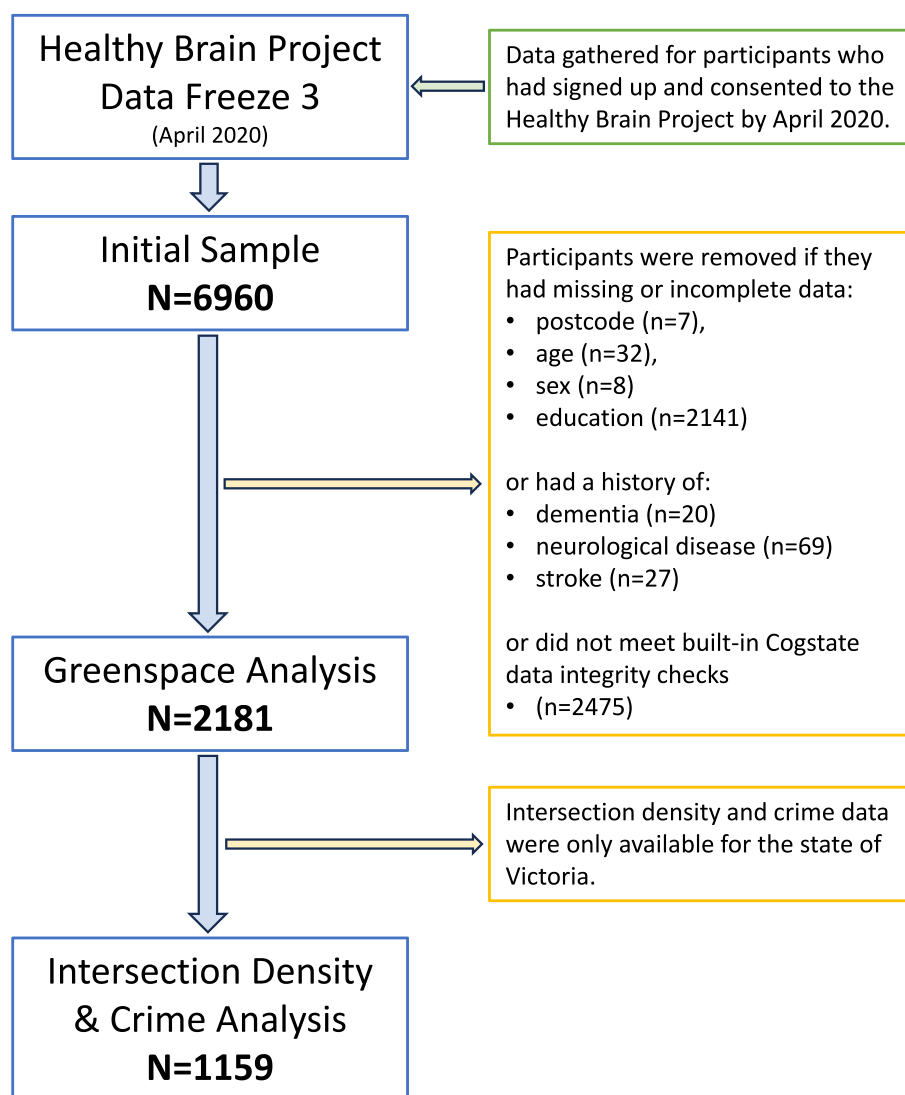 Healthy Brain Project
Data Freeze 3
(April 2020)
Data gathered for participants who
had signed up and consented to the
Healthy Brain Project by April 2020.
Initial Sample
N=6960
Participants were removed if they
had missing or incomplete data:
• postcode (n=7),
• age (n=32),
• sex (n=8)
• education (n=2141)
or had a history of:
• dementia (n=20)
• neurological disease (n=69)
• stroke (n=27)
or did not meet built-in Cogstate
data integrity checks
• (n=2475)
Greenspace Analysis
N=2181
Intersection density and crime data
were only available for the state of
Victoria.
Intersection Density
& Crime Analysis
N=1159